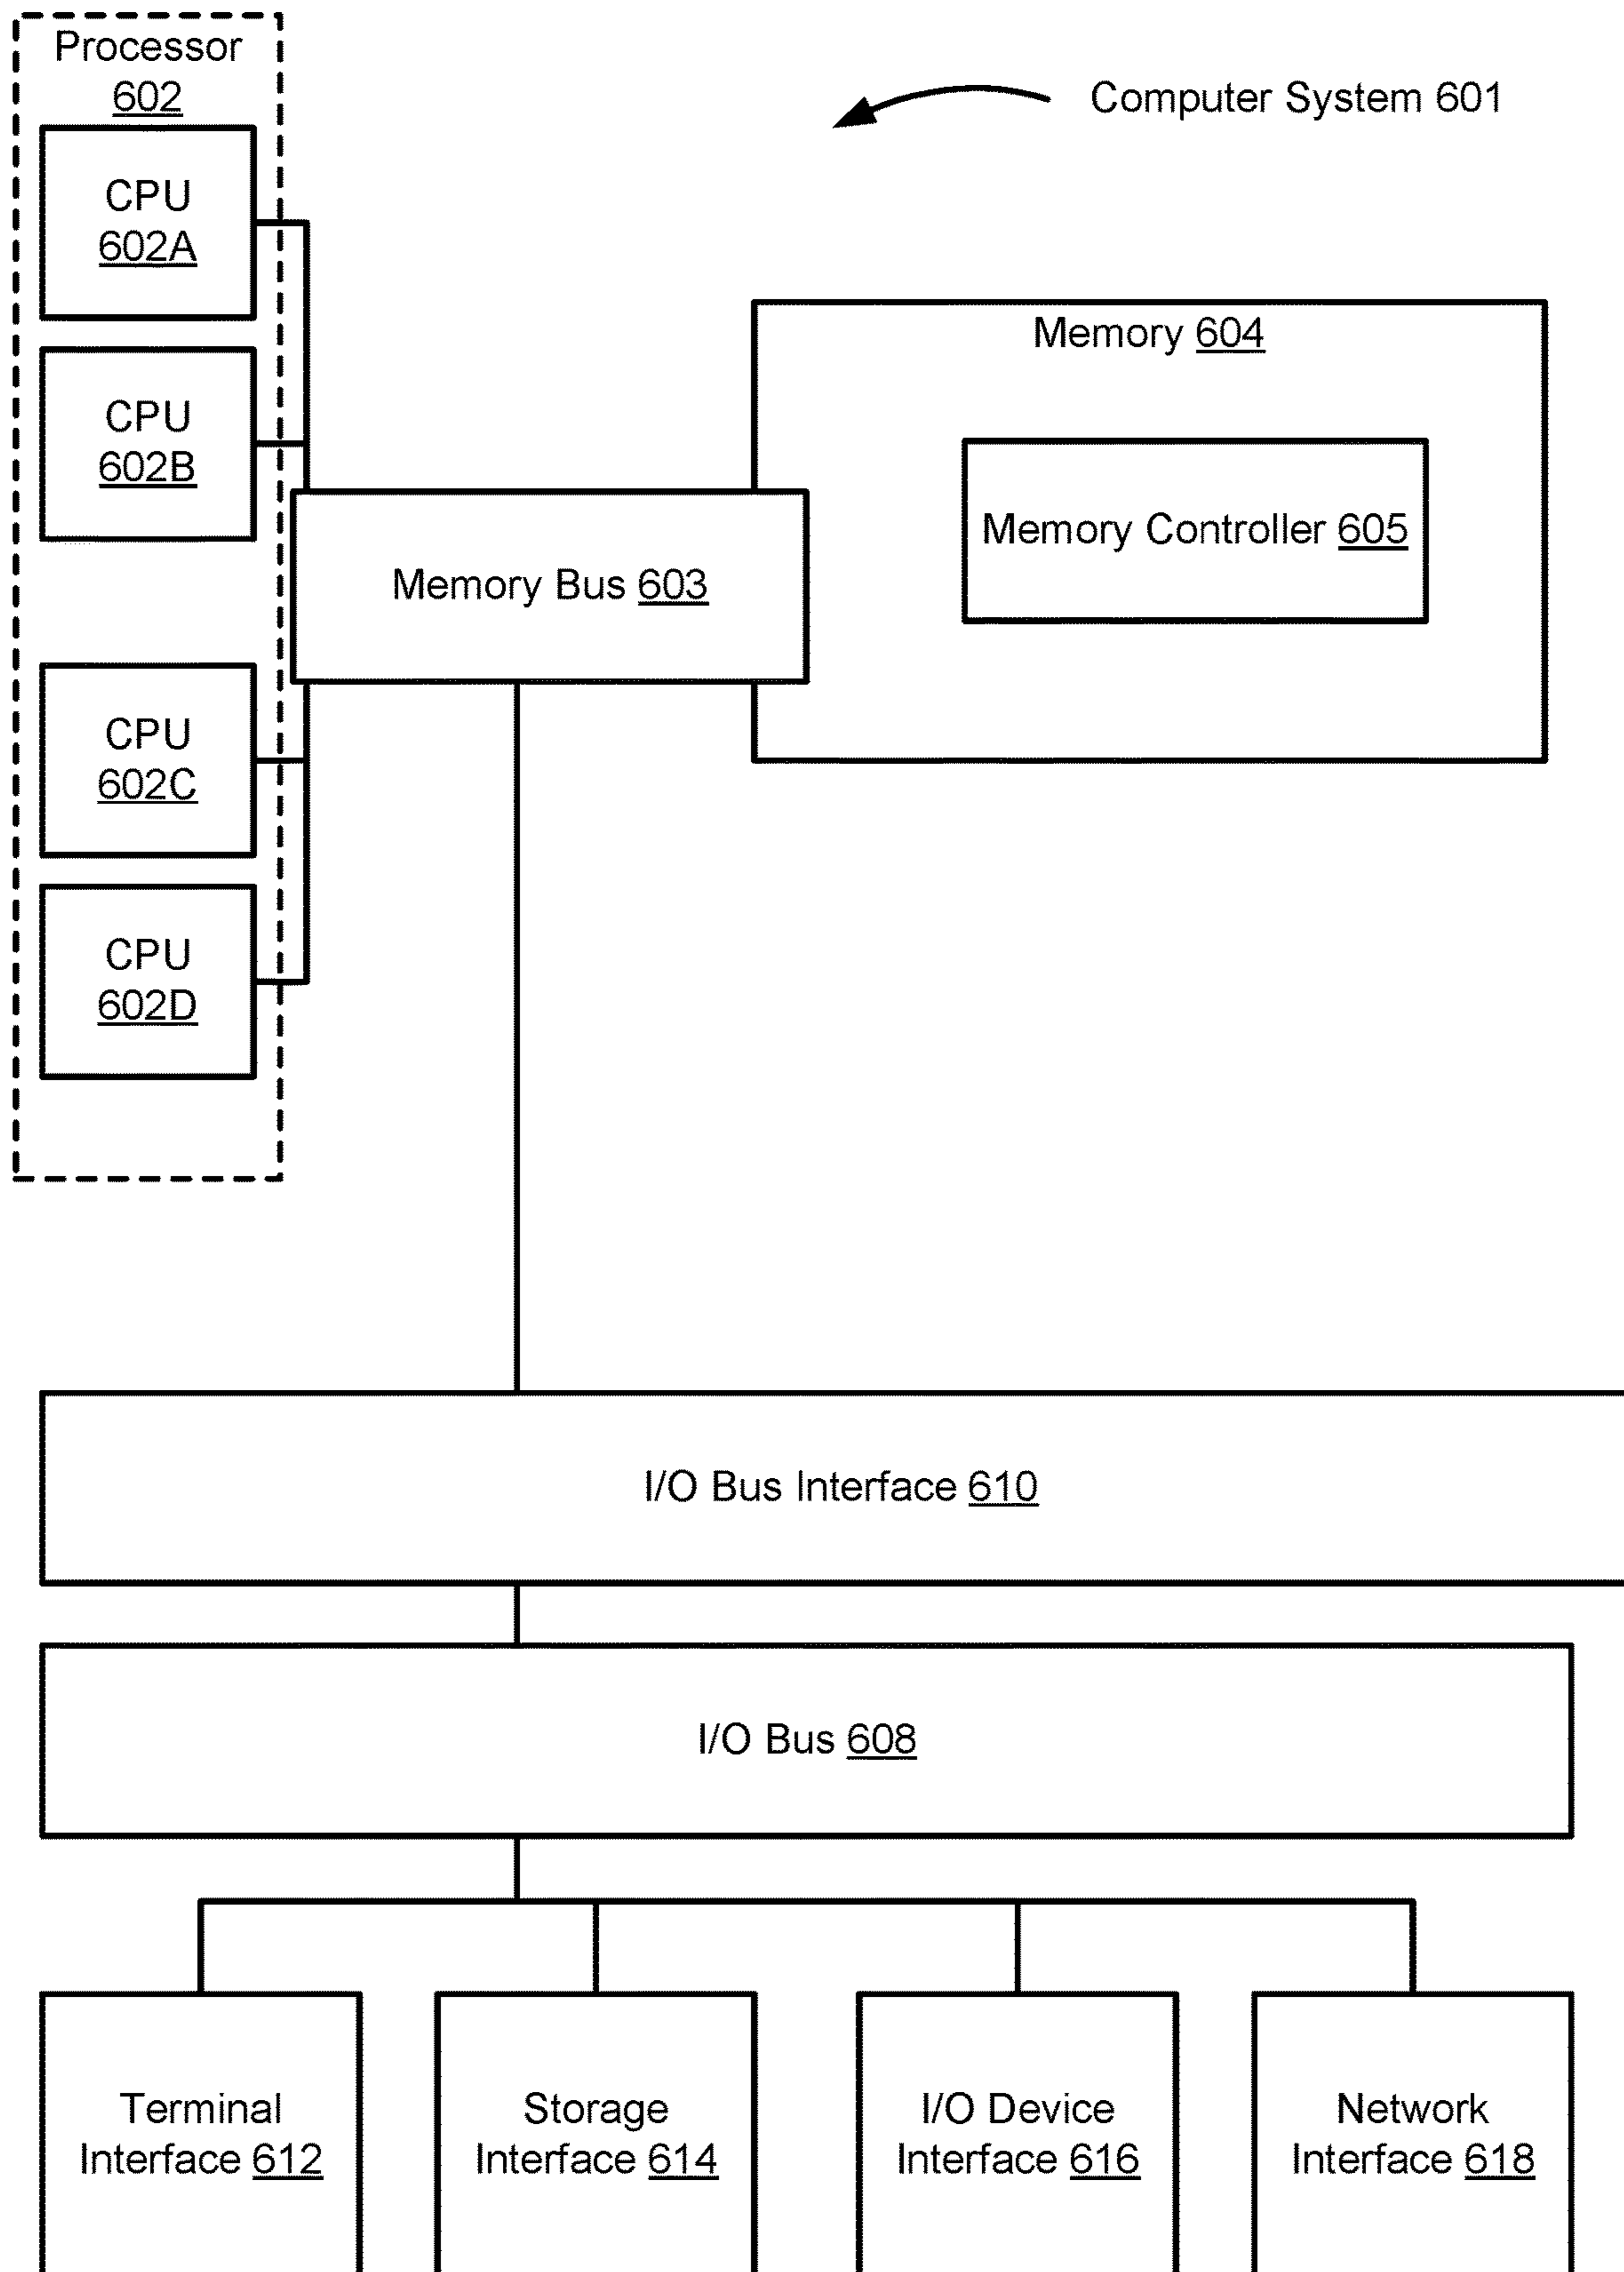 Processor
602
Computer System 601
CPU
602A
CPU
602B
Memory 604
Memory Controller 605
Memory Bus 603
CPU
602C
CPU
602D
I/O Bus Interface 610
I/O Bus 608
Terminal
Interface 612
Storage
Interface 614
I/O Device
Interface 616
Network
Interface 618